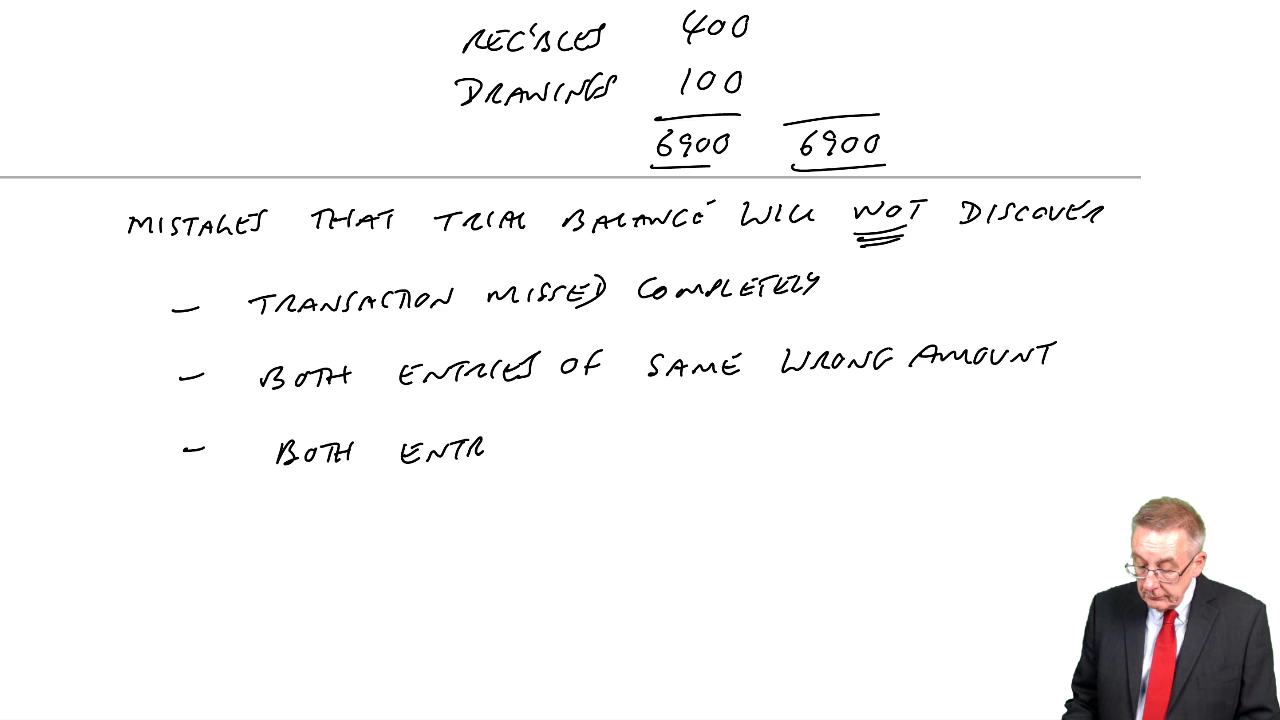 REC'BLES 400
DRAWINGS 100
6900 6900
MISTAKES THAT TRIAL BALANCE WILL NOT DISCOVER
- TRANSACTION MISSED COMPLETELY
- BOTH ENTRIES OF SAME WRONG AMOUNT
- BOTH ENTR